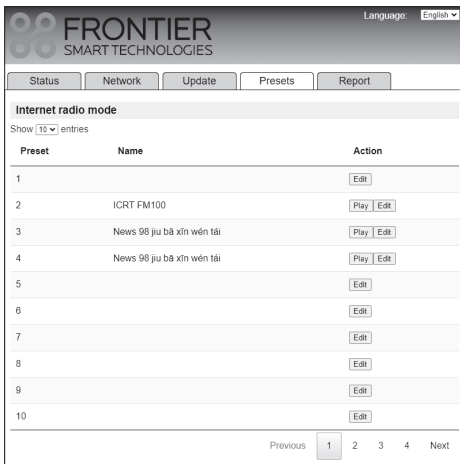 Language: English
FRONTIER
SMART TECHNOLOGIES
Status Network Update Presets Report
Internet radio mode
Show 10 entries
Preset Name Action
1 Edit
2 ICRT FM100 Play Edit
3 News 98 jiu bā xīn wén tái Play Edit
4 News 98 jiu bā xīn wén tái Play Edit
5 Edit
6 Edit
7 Edit
8 Edit
9 Edit
10 Edit
Previous 1 2 3 4 Next